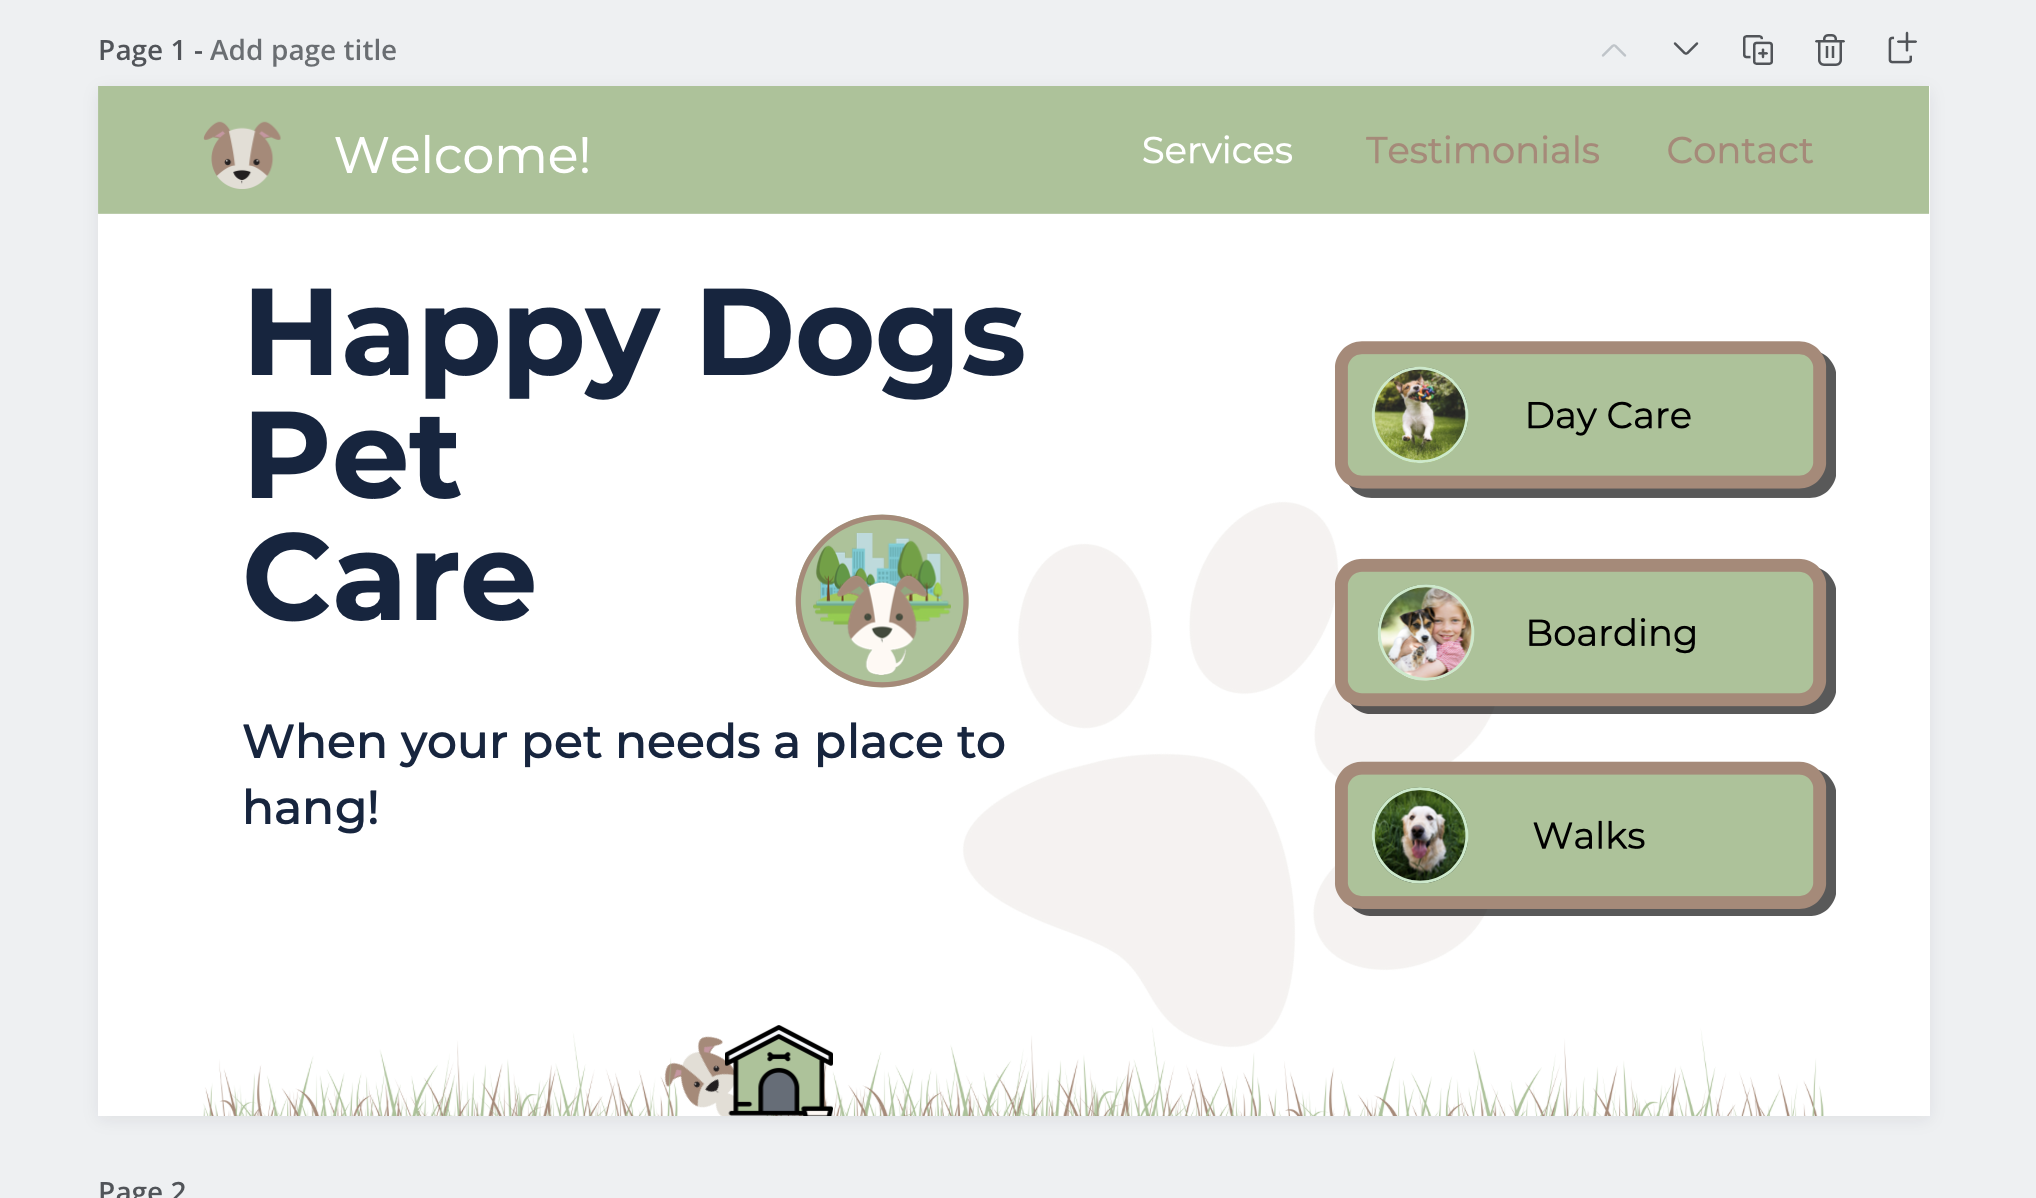 Page 1 - Add page title
Welcome!
Services
Testimonials
Contact
Happy Dogs
Pet
Care
When your pet needs a place to
hang!
Day Care
Boarding
Walks
Page 2